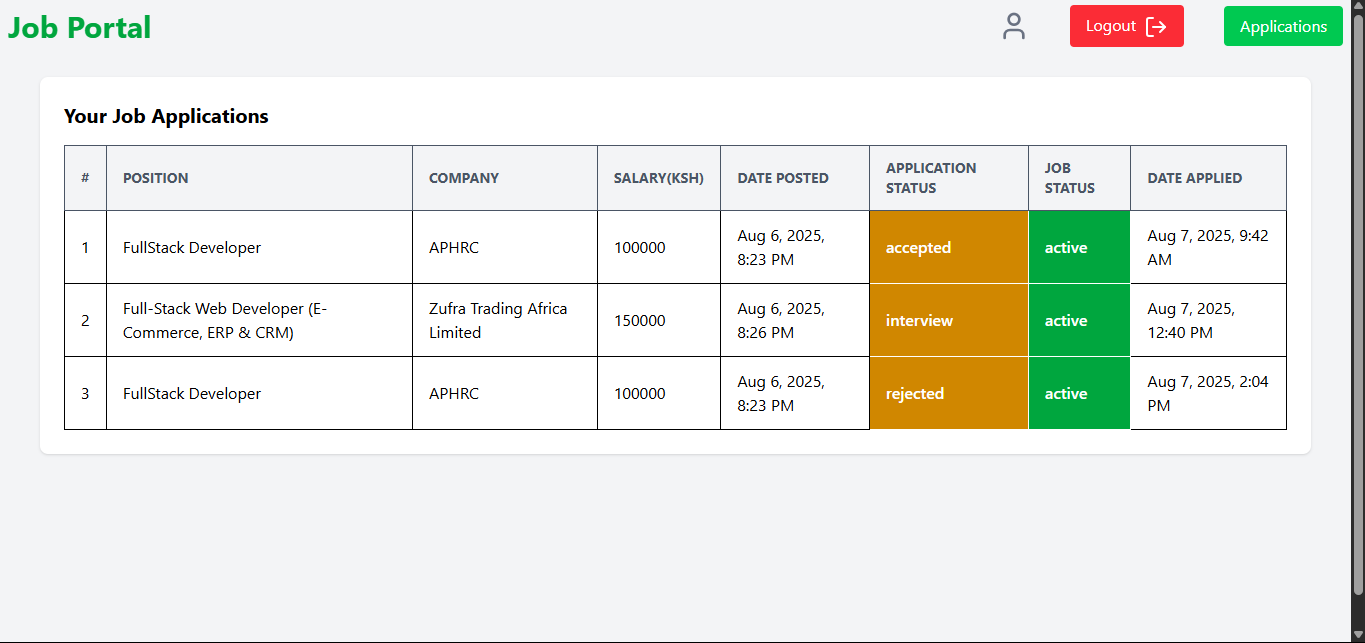 Job Portal
Logout
Applications
Your Job Applications
# POSITION COMPANY SALARY(KSH) DATE POSTED APPLICATION STATUS JOB STATUS DATE APPLIED
1 FullStack Developer APHRC 100000 Aug 6, 2025, 8:23 PM accepted active Aug 7, 2025, 9:42 AM
2 Full-Stack Web Developer (E-Commerce, ERP & CRM) Zufra Trading Africa Limited 150000 Aug 6, 2025, 8:26 PM interview active Aug 7, 2025, 12:40 PM
3 FullStack Developer APHRC 100000 Aug 6, 2025, 8:23 PM rejected active Aug 7, 2025, 2:04 PM